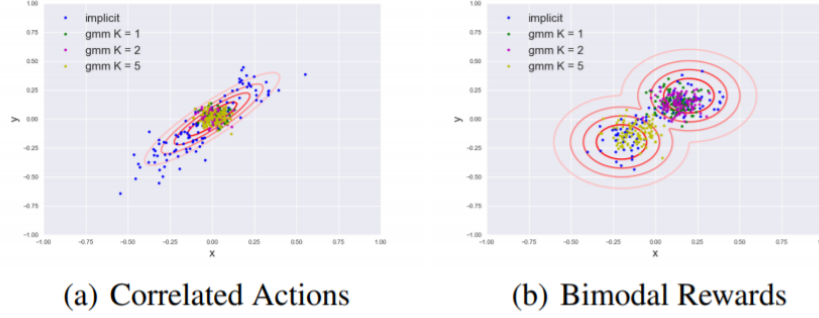 1.00
0.75
0.50
0.25
0.00
−0.25
−0.50
−0.75
−1.00
y
implicit
gmm K = 1
gmm K = 2
gmm K = 5
−1.00 −0.75 −0.50 −0.25 0.00 0.25 0.50 0.75 1.00
x
(a) Correlated Actions
1.00
0.75
0.50
0.25
0.00
−0.25
−0.50
−0.75
−1.00
y
implicit
gmm K = 1
gmm K = 2
gmm K = 5
−1.00 −0.75 −0.50 −0.25 0.00 0.25 0.50 0.75
x
(b) Bimodal Rewards